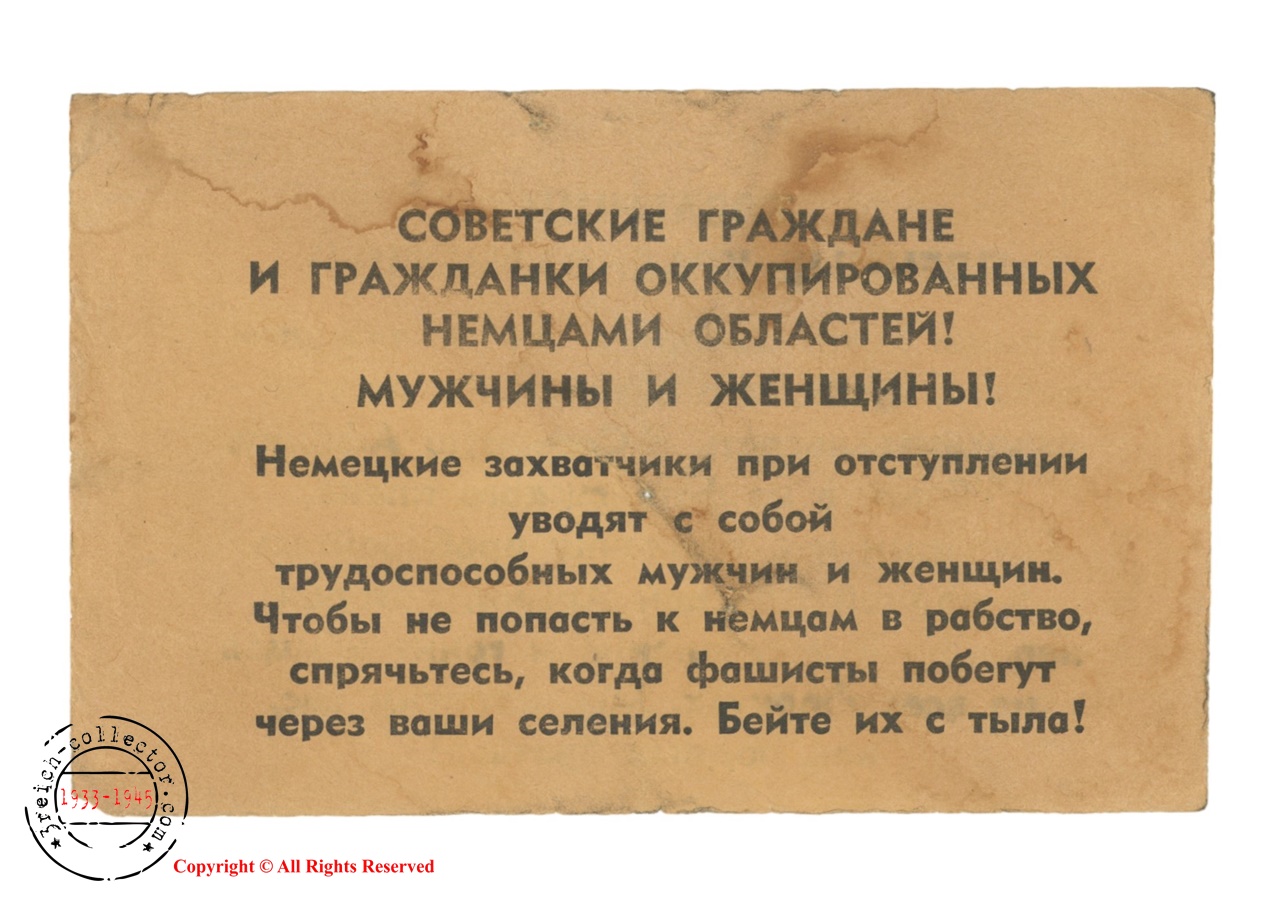 СОВЕТСКИЕ ГРАЖДАНЕ
И ГРАЖДАНКИ ОККУПИРОВАННЫХ
НЕМЦАМИ ОБЛАСТЕЙ!
МУЖЧИНЫ И ЖЕНЩИНЫ!
Немецкие захватчики при отступлении
уводят с собой
трудоспособных мужчин и женщин.
Чтобы не попасть к немцам в рабство,
спрячьтесь, когда фашисты побегут
через ваши селения. Бейте их с тыла!
3reich-collector.com
1933-1945
Copyright © All Rights Reserved